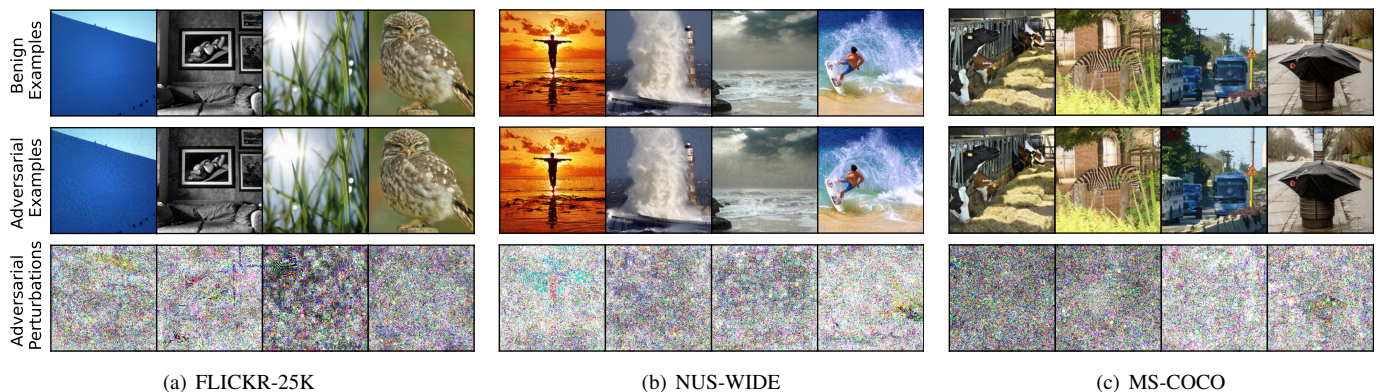 Benign
Examples
Adversarial
Examples
Adversarial
Perturbations
(a) FLICKR-25K
(b) NUS-WIDE
(c) MS-COCO